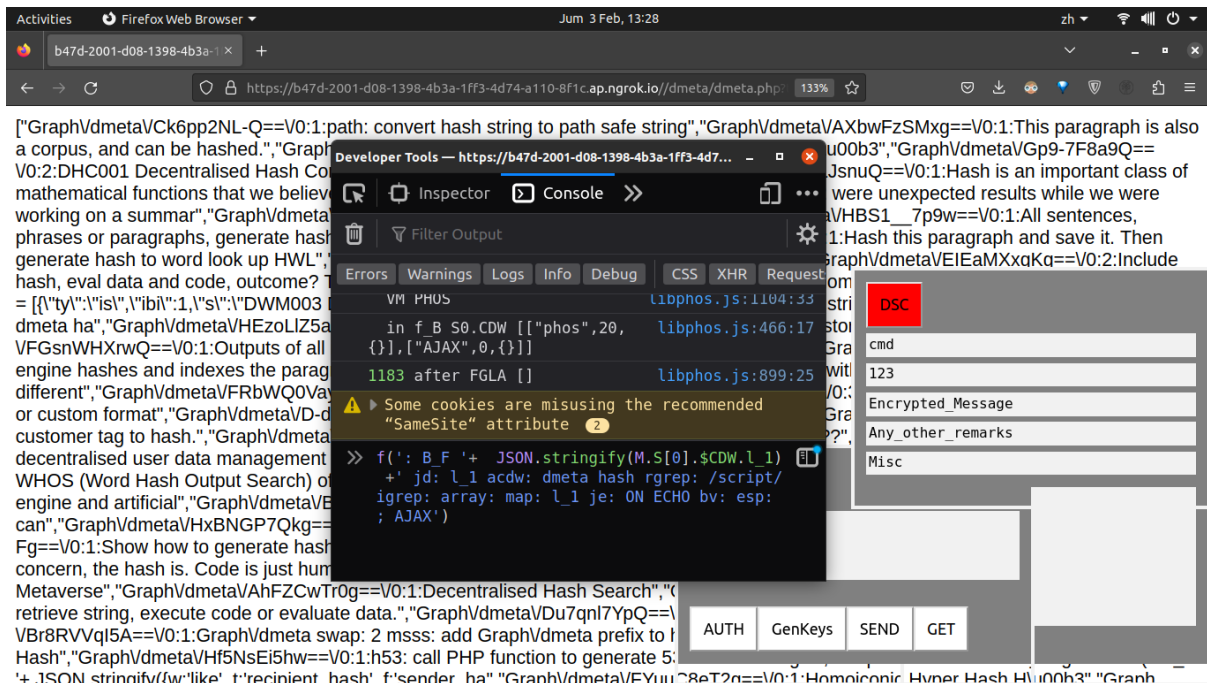 Activities Firefox Web Browser Jum 3 Feb, 13:28 zh
b47d-2001-d08-1398-4b3a-1 × +
https://b47d-2001-d08-1398-4b3a-1ff3-4d74-a110-8f1c.ap.ngrok.io//dmeta/dmeta.php? 133%
["Graph\/dmeta\/Ck6pp2NL-Q==\/0:1:path: convert hash string to path safe string","Graph\/dmeta\/AXbwFzSMxg==\/0:1:This paragraph is also
a corpus, and can be hashed.","Graph
u00b3","Graph\/dmeta\/Gp9-7F8a9Q==
\/0:2:DHC001 Decentralised Hash Co
JsnuQ==\/0:1:Hash is an important class of
mathematical functions that we believe
were unexpected results while we were
working on a summar","Graph\/dmeta\
\/HBS1__7p9w==\/0:1:All sentences,
phrases or paragraphs, generate hash
:1:Hash this paragraph and save it. Then
generate hash to word look up HWL","
Graph\/dmeta\/EIEaMXxqKg==\/0:2:Include
hash, eval data and code, outcome? T
= [{\"ty\":\"is\",\"ibi\":1,\"s\":\"DWM003
dmeta ha","Graph\/dmeta\/HEzoLlZ5a
\/FGsnWHXrwQ==\/0:1:Outputs of all
engine hashes and indexes the parag
different","Graph\/dmeta\/FRbWQ0Vay
or custom format","Graph\/dmeta\/D-d
customer tag to hash.","Graph\/dmeta
decentralised user data management
WHOS (Word Hash Output Search) of
engine and artificial","Graph\/dmeta\/E
can","Graph\/dmeta\/HxBNGP7Qkg==
Fg==\/0:1:Show how to generate hash
concern, the hash is. Code is just hum
Metaverse","Graph\/dmeta\/AhFZCwTr0g==\/0:1:Decentralised Hash Search","
retrieve string, execute code or evaluate data.","Graph\/dmeta\/Du7qnl7YpQ==\
\/Br8RVVqI5A==\/0:1:Graph\/dmeta swap: 2 msss: add Graph\/dmeta prefix to
Hash","Graph\/dmeta\/Hf5NsEi5hw==\/0:1:h53: call PHP function to generate
Developer Tools — https://b47d-2001-d08-1398-4b3a-1ff3-4d7...
Inspector Console
Filter Output
Errors Warnings Logs Info Debug CSS XHR Request
VM PHOS libphos.js:1104:33
in f_B S0.CDW [["phos",20, libphos.js:466:17
{}],["AJAX",0,{}]]
1183 after FGLA [] libphos.js:899:25
Some cookies are misusing the recommended
“SameSite“ attribute 2
f(': B_F '+ JSON.stringify(M.S[0].$CDW.l_1)
+' jd: l_1 acdw: dmeta hash rgrep: /script/
igrep: array: map: l_1 je: ON ECHO bv: esp:
; AJAX')
DSC
cmd
123
Encrypted_Message
Any_other_remarks
Misc
AUTH GenKeys SEND GET